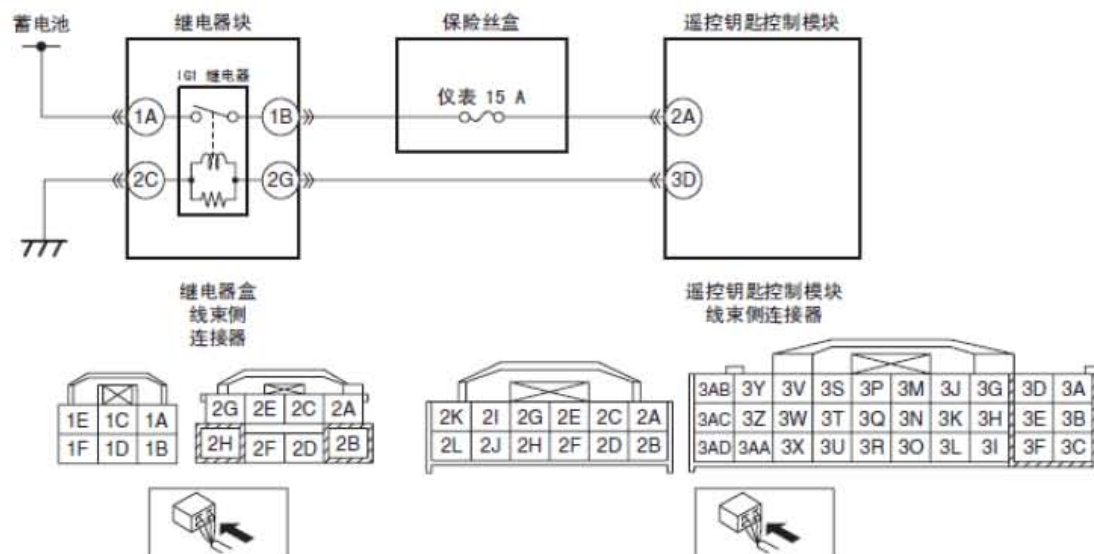 蓄电池 继电器块 保险丝盒 遥控钥匙控制模块
IG1 继电器
仪表 15 A
1A 1B 2A
2C 2G 3D
继电器盒
线束侧
连接器
遥控钥匙控制模块
线束侧连接器
1E 1C 1A
1F 1D 1B
2G 2E 2C 2A
2H 2F 2D 2B
2K 2I 2G 2E 2C 2A
2L 2J 2H 2F 2D 2B
3AB 3Y 3V 3S 3P 3M 3J 3G 3D 3A
3AC 3Z 3W 3T 3Q 3N 3K 3H 3E 3B
3AD 3AA 3X 3U 3R 3O 3L 3I 3F 3C